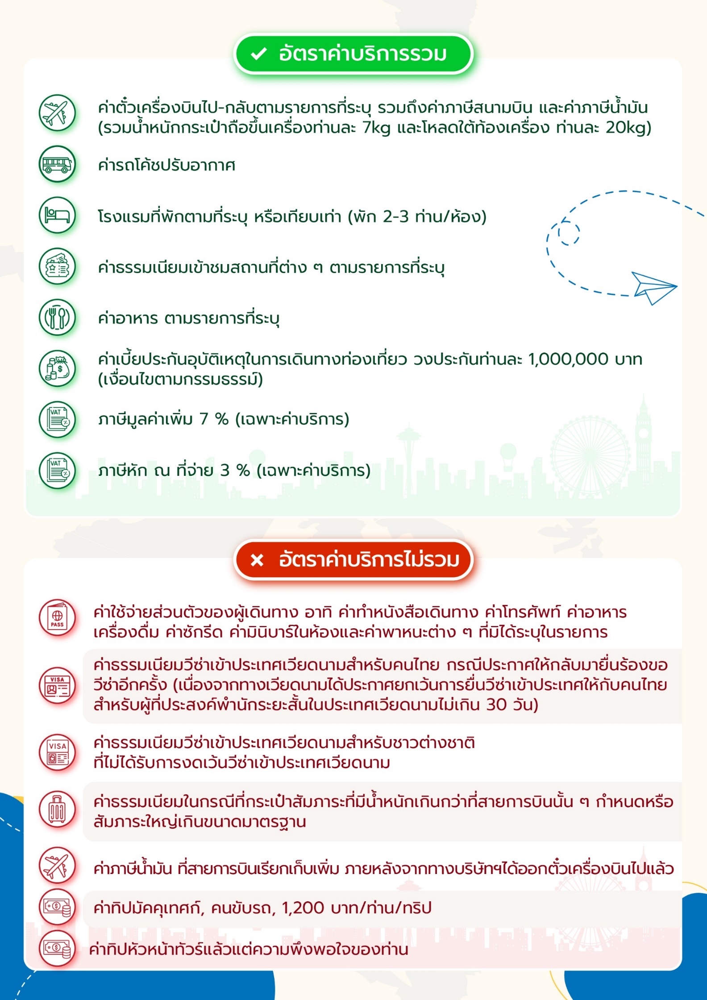 อัตราค่าบริการรวม
ค่าตั๋วเครื่องบินไป-กลับตามรายการที่ระบุ รวมถึงค่าภาษีสนามบิน และค่าภาษีน้ำมัน
(รวมน้ำหนักกระเป๋าถือขึ้นเครื่องท่านละ 7kg และโหลดใต้ท้องเครื่อง ท่านละ 20kg)
ค่ารถโค้ชปรับอากาศ
โรงแรมที่พักตามที่ระบุ หรือเทียบเท่า (พัก 2-3 ท่าน/ห้อง)
ค่าธรรมเนียมเข้าชมสถานที่ต่าง ๆ ตามรายการที่ระบุ
ค่าอาหาร ตามรายการที่ระบุ
ค่าเบี้ยประกันอุบัติเหตุในการเดินทางท่องเที่ยว วงประกันท่านละ 1,000,000 บาท
(เงื่อนไขตามกรรมธรรม์)
VAT
ภาษีมูลค่าเพิ่ม 7 % (เฉพาะค่าบริการ)
VAT
ภาษีหัก ณ ที่จ่าย 3 % (เฉพาะค่าบริการ)
อัตราค่าบริการไม่รวม
PASS
ค่าใช้จ่ายส่วนตัวของผู้เดินทาง อาทิ ค่าทำหนังสือเดินทาง ค่าโทรศัพท์ ค่าอาหาร
เครื่องดื่ม ค่าซักรีด ค่ามินิบาร์ในห้องและค่าพาหนะต่าง ๆ ที่มิได้ระบุในรายการ
VISA
ค่าธรรมเนียมวีซ่าเข้าประเทศเวียดนามสำหรับคนไทย กรณีประกาศให้กลับมายื่นร้องขอ
วีซ่าอีกครั้ง (เนื่องจากทางเวียดนามได้ประกาศยกเว้นการยื่นวีซ่าเข้าประเทศให้กับคนไทย
สำหรับผู้ที่ประสงค์พำนักระยะสั้นในประเทศเวียดนามไม่เกิน 30 วัน)
VISA
ค่าธรรมเนียมวีซ่าเข้าประเทศเวียดนามสำหรับชาวต่างชาติ
ที่ไม่ได้รับการงดเว้นวีซ่าเข้าประเทศเวียดนาม
ค่าธรรมเนียมในกรณีที่กระเป๋าสัมภาระที่มีน้ำหนักเกินกว่าที่สายการบินนั้น ๆ กำหนดหรือ
สัมภาระใหญ่เกินขนาดมาตรฐาน
ค่าภาษีน้ำมัน ที่สายการบินเรียกเก็บเพิ่ม ภายหลังจากทางบริษัทฯได้ออกตั๋วเครื่องบินไปแล้ว
ค่าทิปมัคคุเทศก์, คนขับรถ, 1,200 บาท/ท่าน/ทริป
ค่าทิปหัวหน้าทัวร์แล้วแต่ความพึงพอใจของท่าน